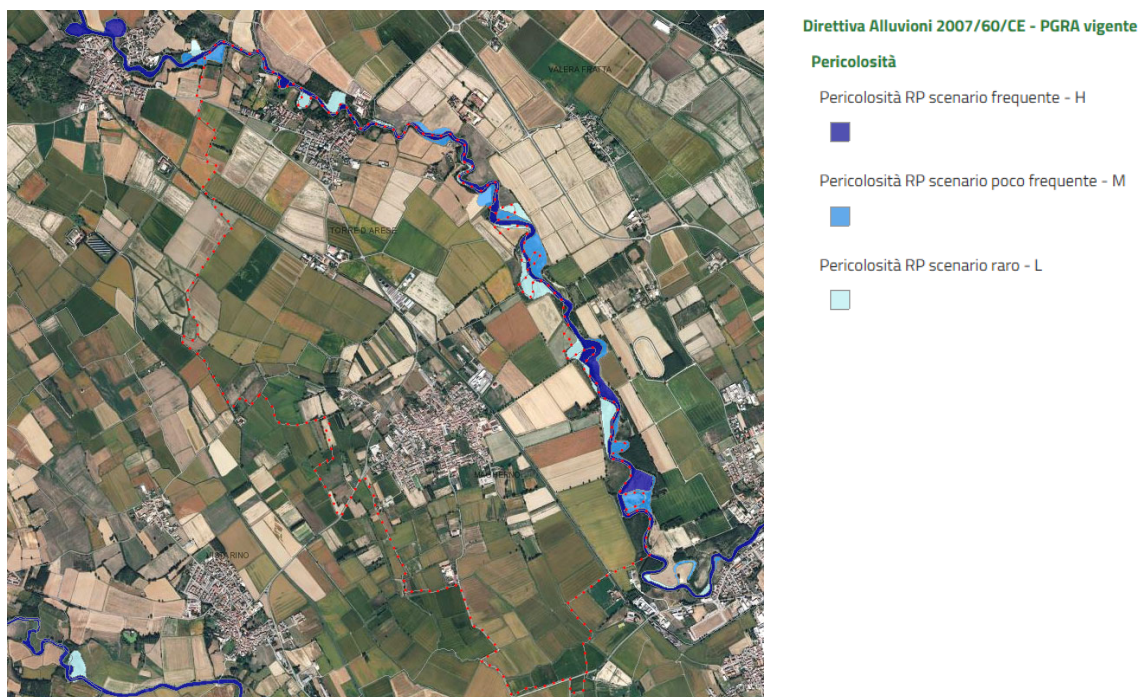 Direttiva Alluvioni 2007/60/CE - PGRA vigente
Pericolosità
Pericolosità RP scenario frequente - H
Pericolosità RP scenario poco frequente - M
Pericolosità RP scenario raro - L
VALERA FRATTA
TORRE D'ARESE